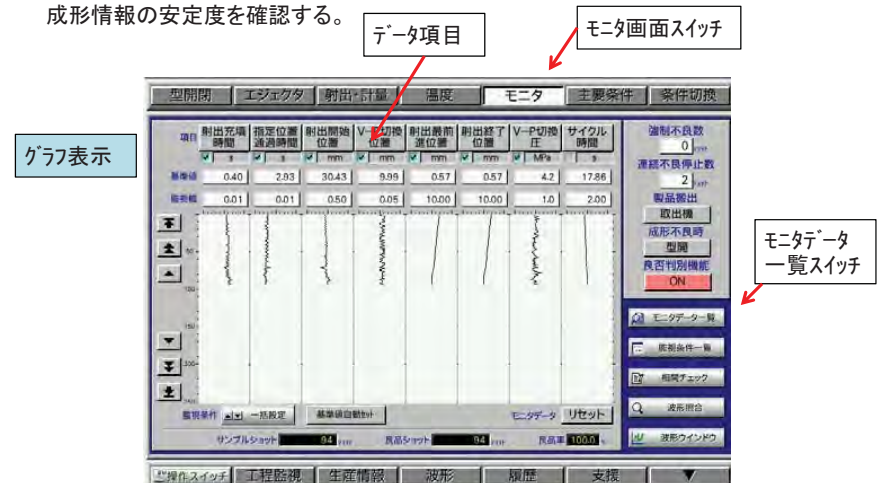 成形情報の安定度を確認する。
ﾃﾞｰﾀ項目
ﾓﾆﾀ画面ｽｲｯﾁ
型開閉 エジェクタ 射出・計量 温度 モニタ 主要条件 条件切換
ｸﾞﾗﾌ表示
項目 射出充填時間 指定位置通過時間 射出開始位置 V-P切換位置 射出最前進位置 射出終了位置 V-P切換圧 サイクル時間
s s mm mm mm mm MPa s
基準値 0.40 2.93 30.43 9.99 0.57 0.57 4.2 17.86
監視幅 0.01 0.01 0.50 0.05 10.00 10.00 1.0 2.00
強制不良数
0
連続不良停止数
2
製品搬出
取出機
成形不良時
型開
良否判別機能
ON
ﾓﾆﾀﾃﾞｰﾀ
一覧ｽｲｯﾁ
50
100
150
200
モニタデータ一覧
監視条件一覧
相関チェック
波形照合
波形ウインドウ
監視条件 一括設定 基準値自動ｾｯﾄ モニタデータ リセット
サンプルショット 94 良品ショット 94 良品率 100.0 %
操作スイッチ 工程監視 生産情報 波形 履歴 支援